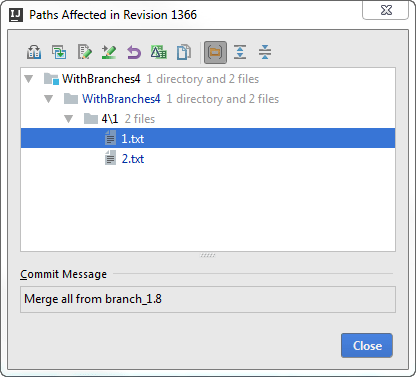 IJ Paths Affected in Revision 1366
WithBranches4 1 directory and 2 files
WithBranches4 1 directory and 2 files
4\1 2 files
1.txt
2.txt
Commit Message
Merge all from branch_1.8
Close